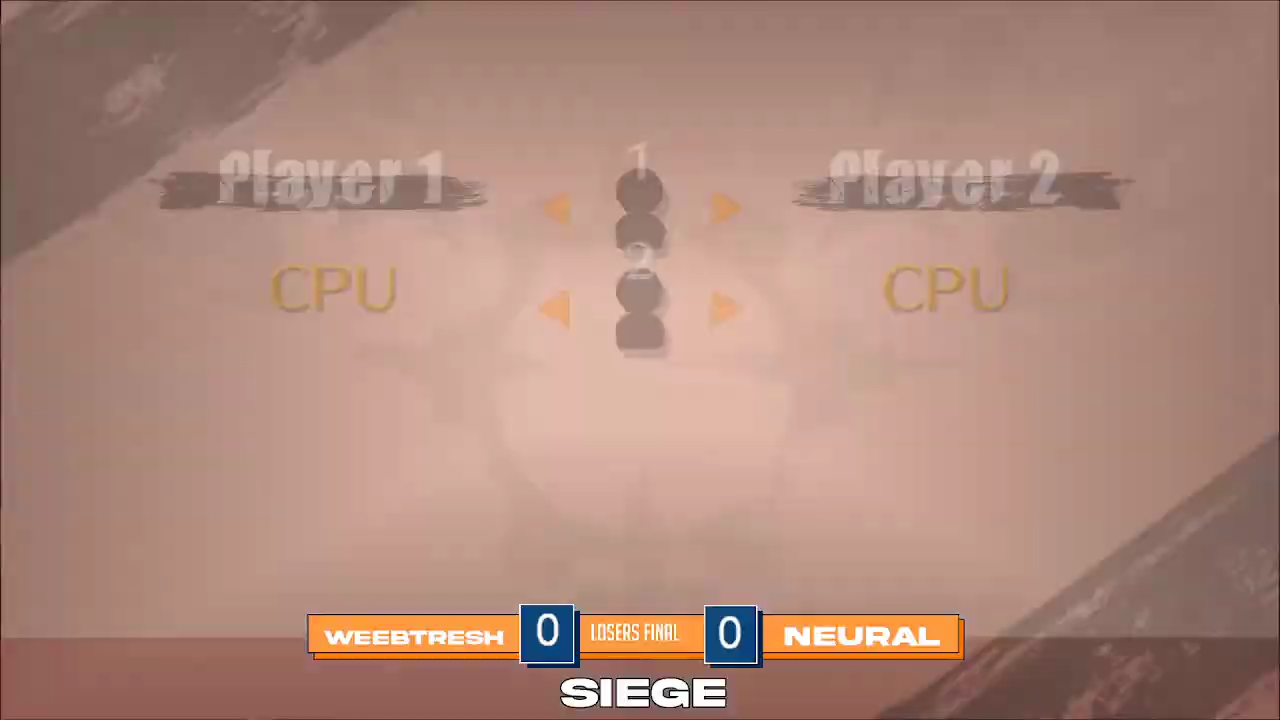 Player 1
1
Player 2
2
CPU
CPU
WEEBTRESH 0 LOSERS FINAL 0 NEURAL
SIEGE